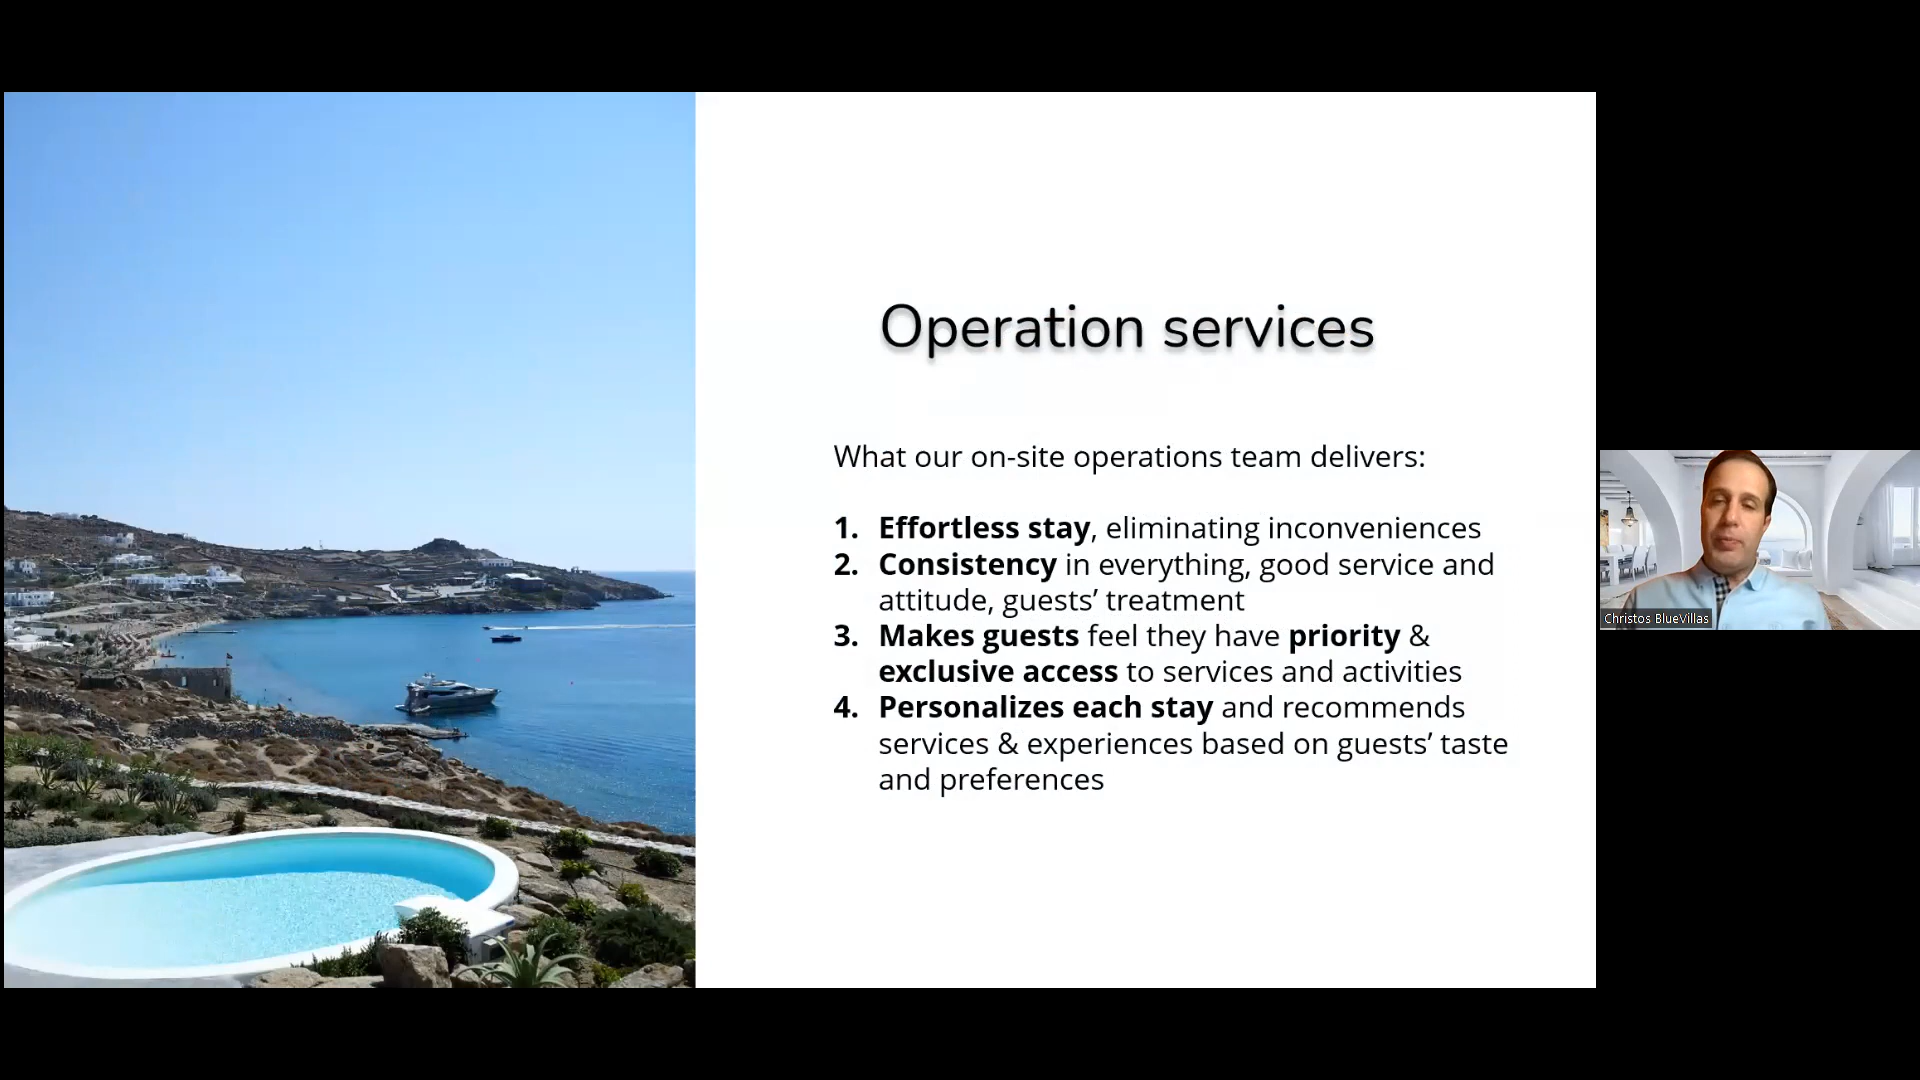 Operation services
What our on-site operations team delivers:
1. Effortless stay, eliminating inconveniences
2. Consistency in everything, good service and
attitude, guests’ treatment
3. Makes guests feel they have priority &
exclusive access to services and activities
4. Personalizes each stay and recommends
services & experiences based on guests’ taste
and preferences
Christos BlueVillas